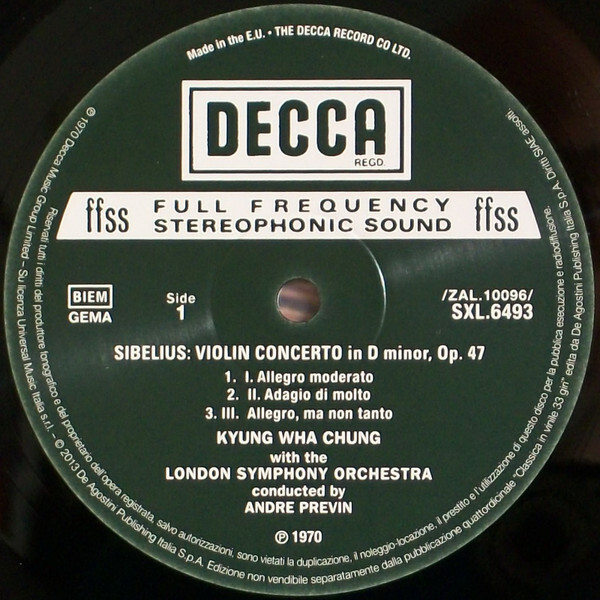 Made in the E.U. • THE DECCA RECORD CO LTD.
DECCA
REGD.
ffss FULL FREQUENCY STEREOPHONIC SOUND ffss
BIEM
GEMA
Side
1
/ZAL.10096/
SXL.6493
SIBELIUS: VIOLIN CONCERTO in D minor, Op. 47
1. I. Allegro moderato
2. II. Adagio di molto
3. III. Allegro, ma non tanto
KYUNG WHA CHUNG
with the
LONDON SYMPHONY ORCHESTRA
conducted by
ANDRE PREVIN
℗ 1970
℗ 1970 Decca Music Group Limited – Su licenza Universal Music Italia s.r.l. – © 2013 De Agostini Publishing Italia S.p.A. Edizione non vendibile separatamente dalla pubblicazione quattordicinale "Classica in vinile 33 giri" edita da De Agostini Publishing Italia S.p.A. Diritti SIAE assolti.
Riservati tutti i diritti del produttore fonografico e del proprietario dell'opera registrata, salvo autorizzazioni, sono vietati la duplicazione, il noleggio-locazione, il prestito e l'utilizzazione di questo disco per la pubblica esecuzione e radiodiffusione.